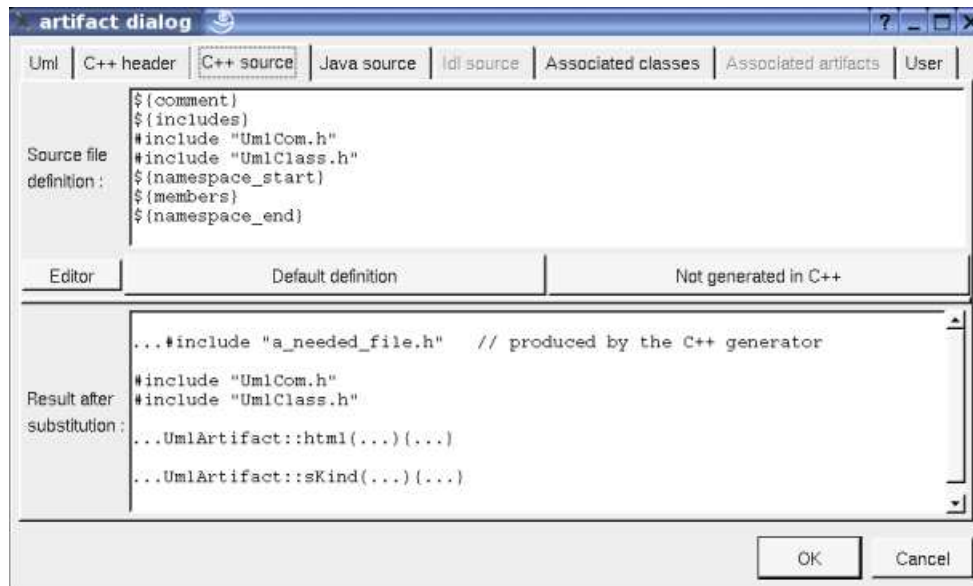 artifact dialog
Uml C++ header C++ source Java source Idl source Associated classes Associated artifacts User
Source file
definition :
${comment}
${includes}
#include "UmlCom.h"
#include "UmlClass.h"
${namespace_start}
${members}
${namespace_end}
Editor Default definition Not generated in C++
Result after
substitution :
...#include "a_needed_file.h" // produced by the C++ generator
#include "UmlCom.h"
#include "UmlClass.h"
...UmlArtifact::html(...){...}
...UmlArtifact::sKind(...){...}
OK Cancel